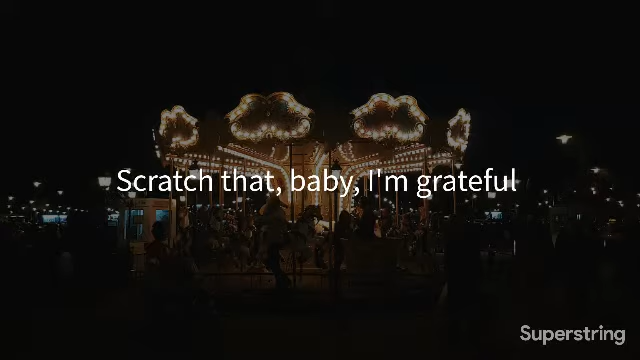 Scratch that, baby, I'm grateful
Superstring